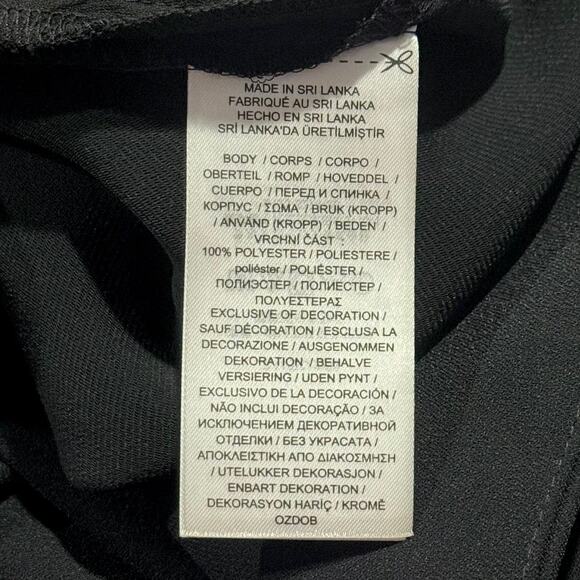 MADE IN SRI LANKA
FABRIQUÉ AU SRI LANKA
HECHO EN SRI LANKA
SRİ LANKA'DA ÜRETİLMİŞTİR
BODY / CORPS / CORPO /
OBERTEIL / ROMP / HOVEDDEL /
CUERPO / ПЕРЕД И СПИНКА /
КОРПУС / ΣΩΜΑ / BRUK (KROPP)
/ ANVÄND (KROPP) / BEDEN /
VRCHNÍ ČÁST :
100% POLYESTER / POLIESTERE /
poliéster / POLIÉSTER /
ПОЛИЭСТЕР / ПОЛИЕСТЕР /
ΠΟΛΥΕΣΤΕΡΑΣ
EXCLUSIVE OF DECORATION /
SAUF DÉCORATION / ESCLUSA LA
DECORAZIONE / AUSGENOMMEN
DEKORATION / BEHALVE
VERSIERING / UDEN PYNT /
EXCLUSIVO DE LA DECORACIÓN /
NÃO INCLUI DECORAÇÃO / ЗА
ИСКЛЮЧЕНИЕМ ДЕКОРАТИВНОЙ
ОТДЕЛКИ / БЕЗ УКРАСАТА /
ΑΠΟΚΛΕΙΣΤΙΚΗ ΑΠΟ ΔΙΑΚΟΣΜΗΣΗ
/ UTELUKKER DEKORASJON /
ENBART DEKORATION /
DEKORASYON HARİÇ / KROMĚ
OZDOB